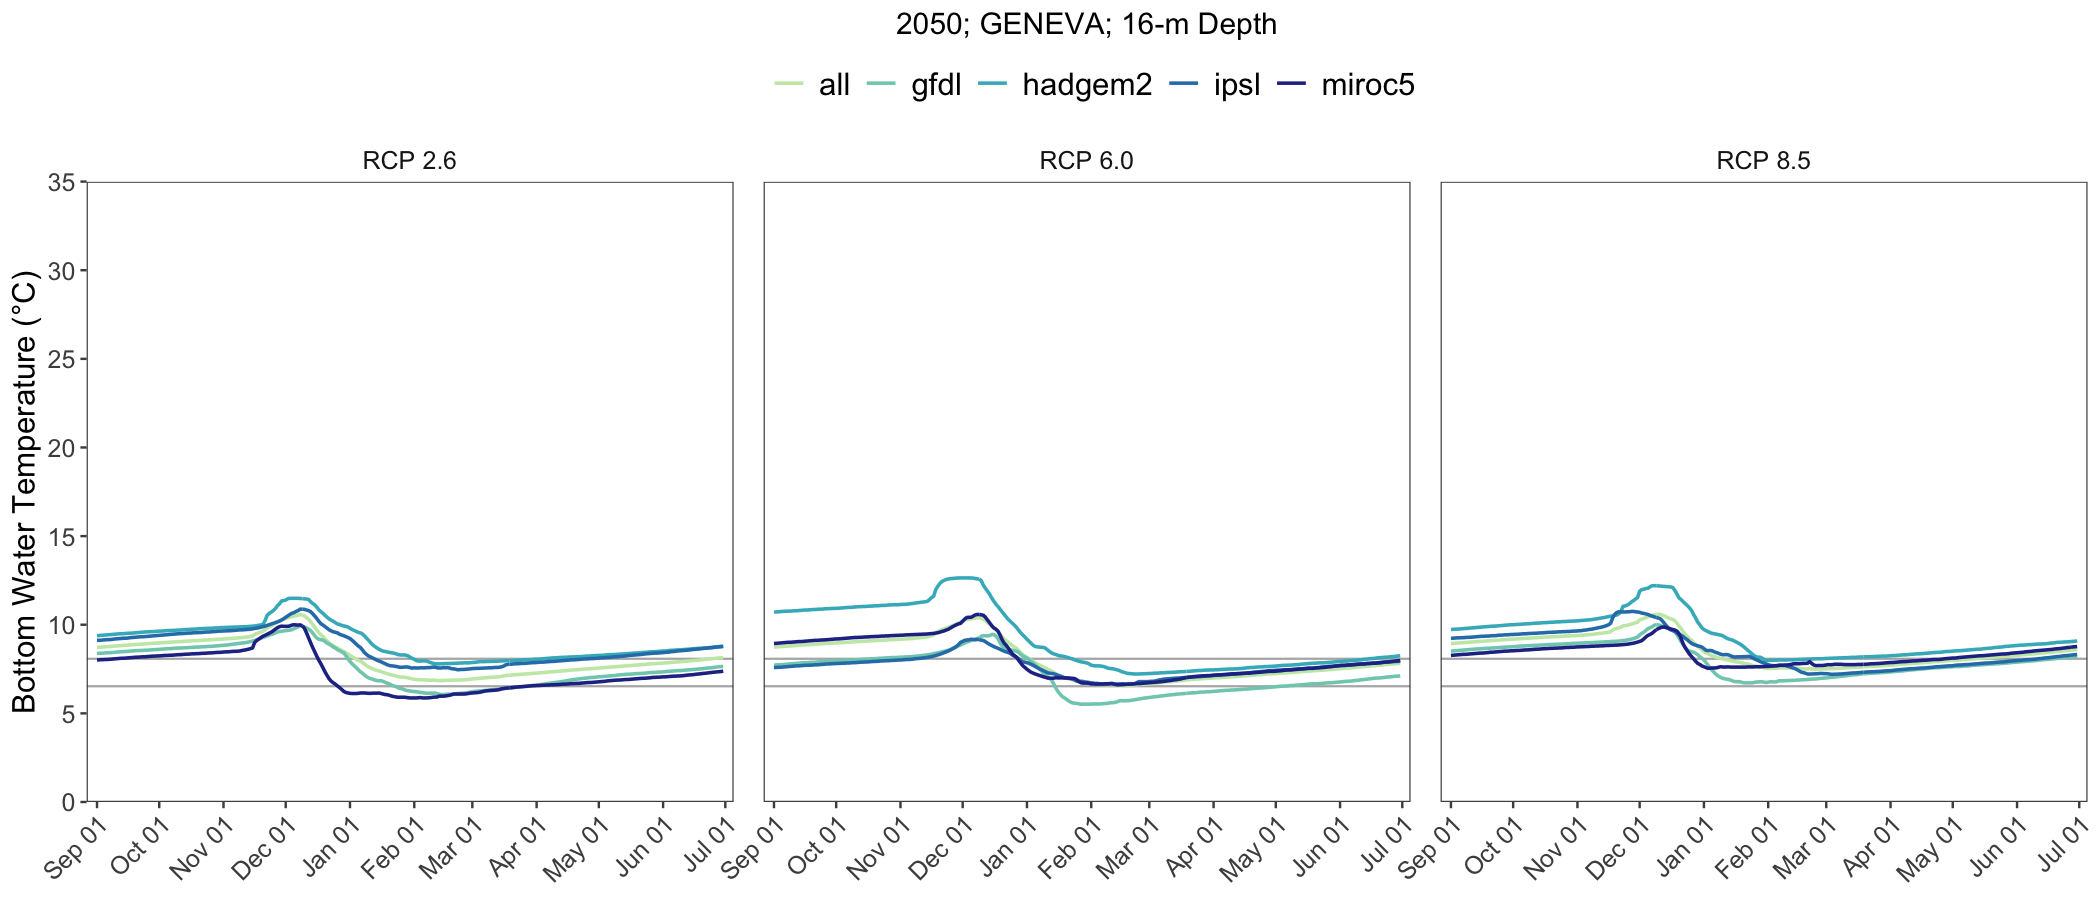 2050; GENEVA; 16-m Depth
all gfdl hadgem2 ipsl miroc5
RCP 2.6 RCP 6.0 RCP 8.5
Bottom Water Temperature (°C)
35
30
25
20
15
10
5
0
Sep 01 Oct 01 Nov 01 Dec 01 Jan 01 Feb 01 Mar 01 Apr 01 May 01 Jun 01 Jul 01
Sep 01 Oct 01 Nov 01 Dec 01 Jan 01 Feb 01 Mar 01 Apr 01 May 01 Jun 01 Jul 01
Sep 01 Oct 01 Nov 01 Dec 01 Jan 01 Feb 01 Mar 01 Apr 01 May 01 Jun 01 Jul 01